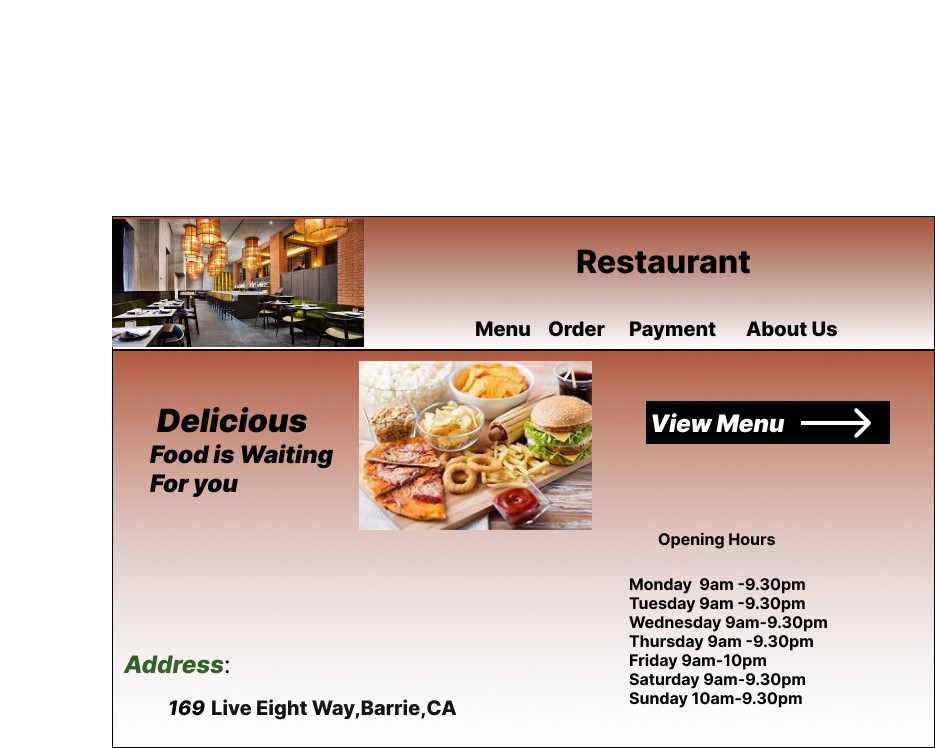 Restaurant
Menu Order Payment About Us
Delicious
Food is Waiting
For you
View Menu
Opening Hours
Monday 9am -9.30pm
Tuesday 9am -9.30pm
Wednesday 9am-9.30pm
Thursday 9am -9.30pm
Friday 9am-10pm
Saturday 9am-9.30pm
Sunday 10am-9.30pm
Address:
169 Live Eight Way,Barrie,CA